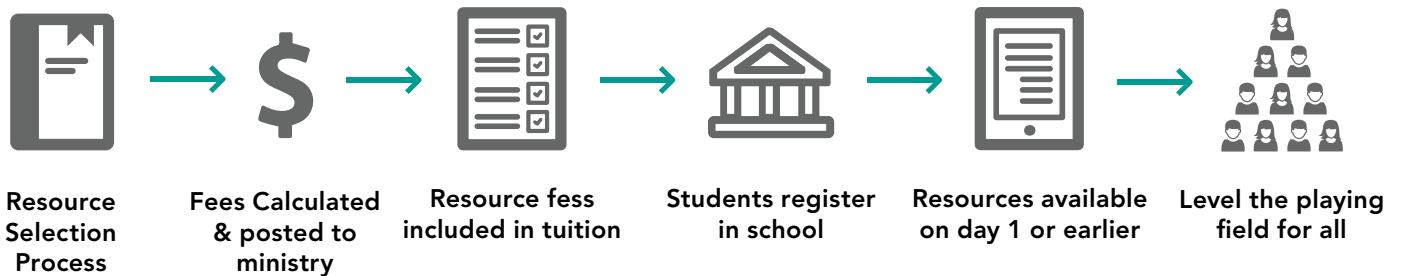 Resource
Selection
Process
Fees Calculated
& posted to
ministry
Resource fess
included in tuition
Students register
in school
Resources available
on day 1 or earlier
Level the playing
field for all